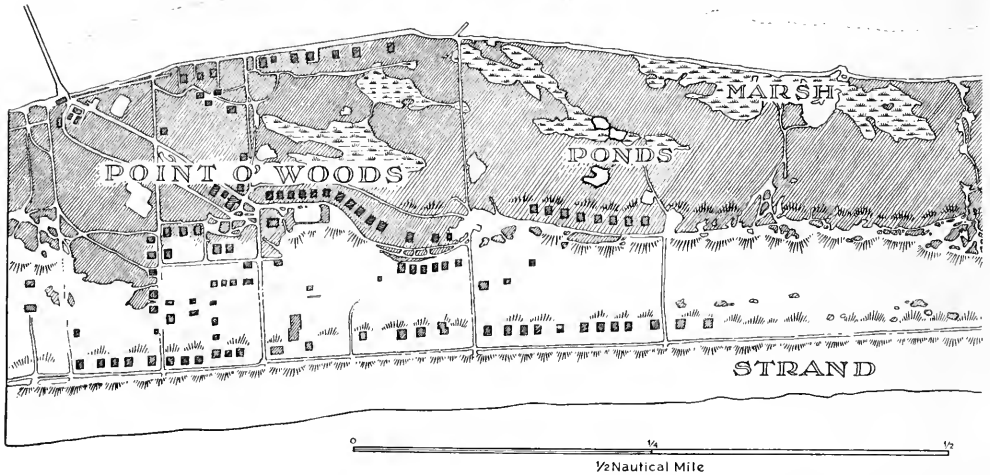 MARSH
PONDS
POINT O' WOODS
STRAND
0 1/4 1/2
1/2 Nautical Mile